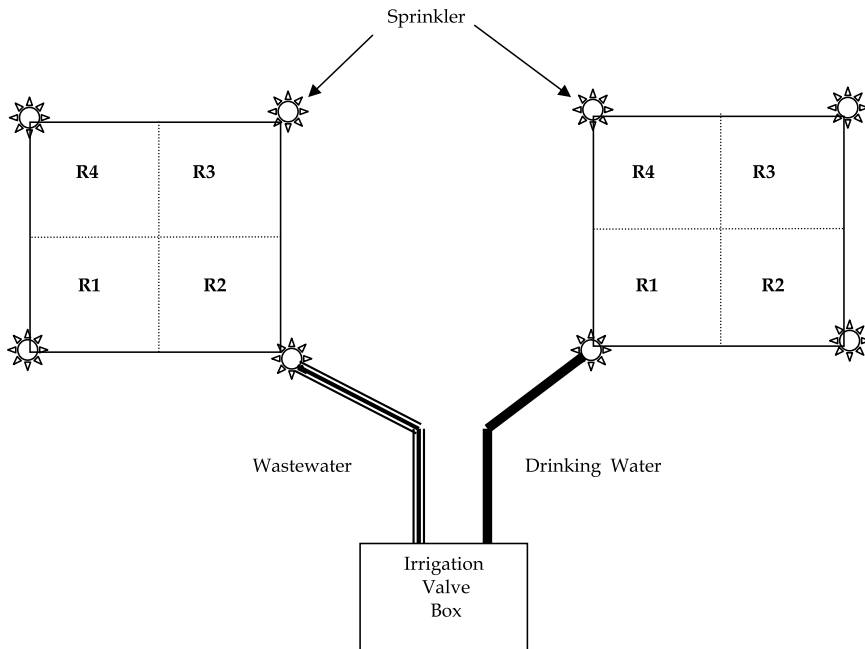 Sprinkler
R4 R3 R4 R3
R1 R2 R1 R2
Wastewater Drinking Water
Irrigation
Valve
Box